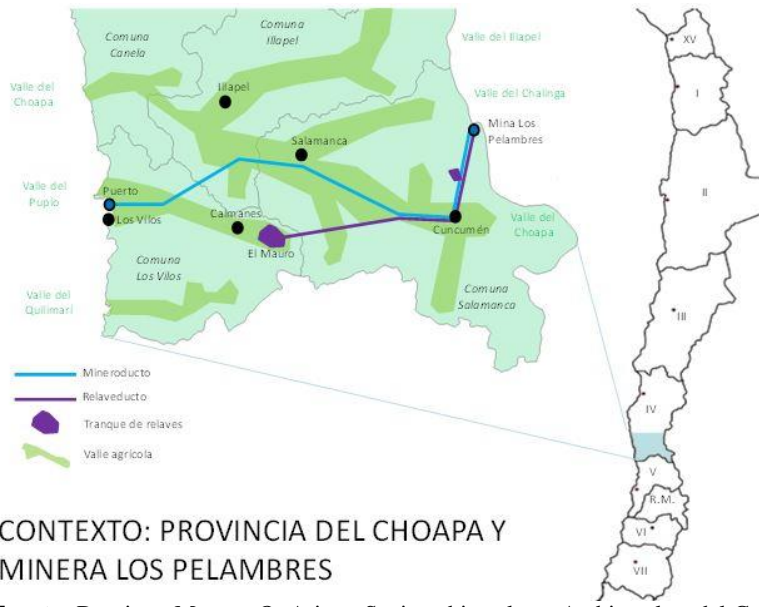 Comuna
Canela
Comuna
Illapel
Valle del Illapel
XV
Valle del
Choapa
Illapel
Valle del Chalinga
I
Salamanca
Mina Los
Pelambres
Valle del
Pupío
Puerto
II
Los Vilos
Caimanes
Cuncumén
Valle del
Choapa
El Mauro
Comuna
Los Vilos
Comuna
Salamanca
Valle del
Quilimarí
III
Mineroducto
Relaveducto
IV
Tranque de relaves
Valle agrícola
V
R.M.
VI
VII
CONTEXTO: PROVINCIA DEL CHOAPA Y
MINERA LOS PELAMBRES